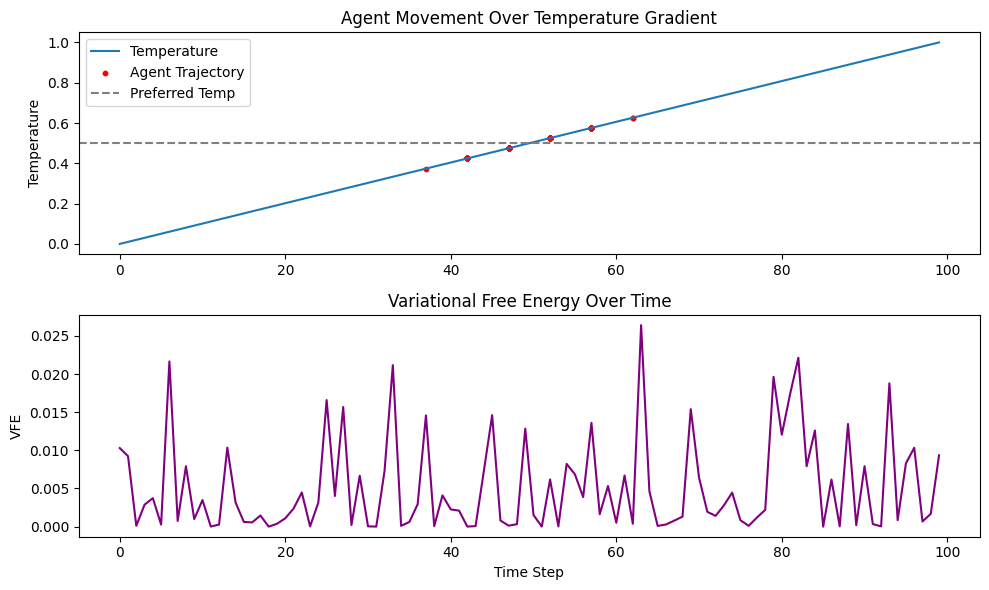 Agent Movement Over Temperature Gradient
Temperature
1.0
0.8
0.6
0.4
0.2
0.0
Temperature
Agent Trajectory
Preferred Temp
0 20 40 60 80 100
Variational Free Energy Over Time
VFE
0.025
0.020
0.015
0.010
0.005
0.000
0 20 40 60 80 100
Time Step